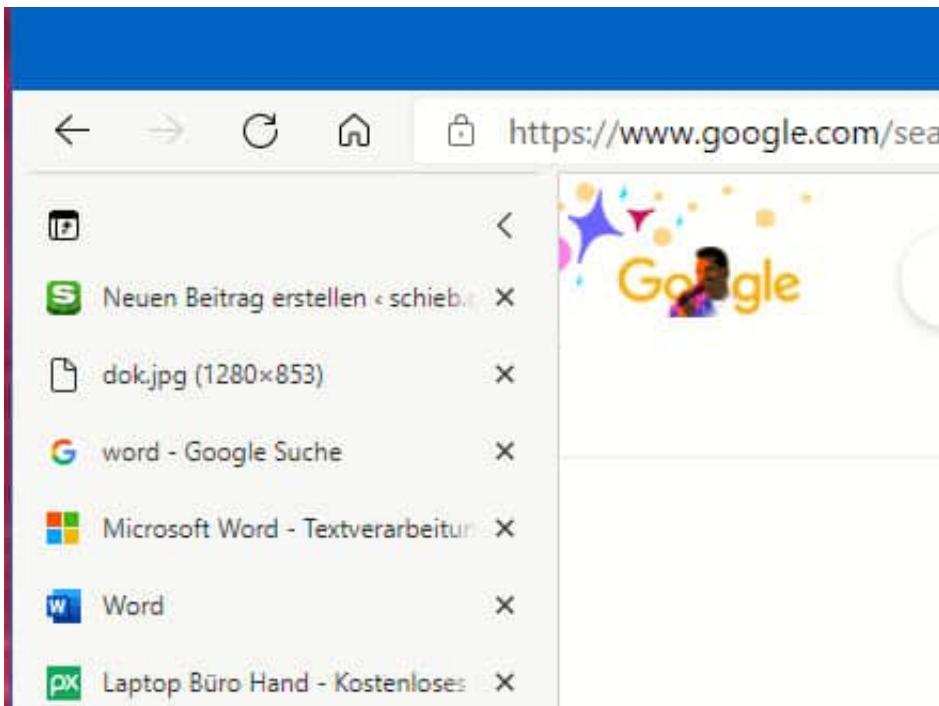 https://www.google.com/sea
Google
Neuen Beitrag erstellen ‹ schieb.
dok.jpg (1280×853)
word - Google Suche
Microsoft Word - Textverarbeitun
Word
Laptop Büro Hand - Kostenloses